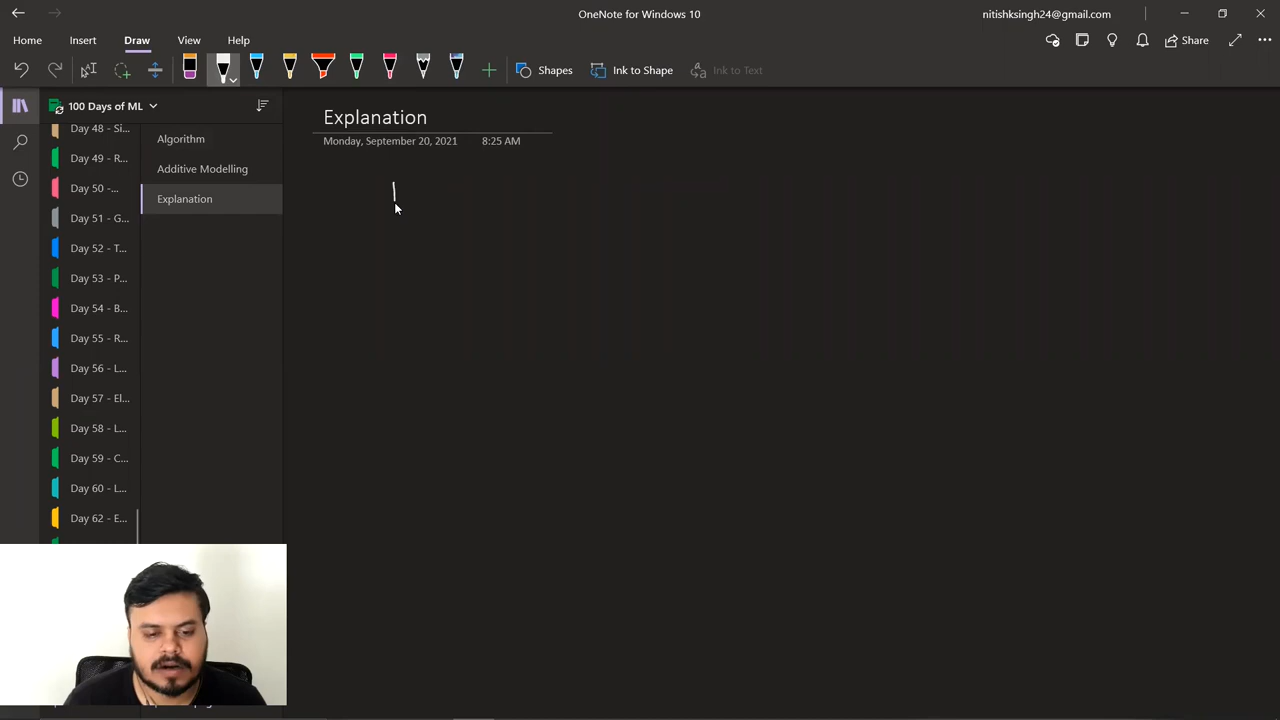 OneNote for Windows 10
nitishksingh24@gmail.com
Home
Insert
Draw
View
Help
Share
Shapes
Ink to Shape
Ink to Text
100 Days of ML
Day 48 - Si...
Day 49 - R...
Day 50 -...
Day 51 - G...
Day 52 - T...
Day 53 - P...
Day 54 - B...
Day 55 - R...
Day 56 - L...
Day 57 - El...
Day 58 - L...
Day 59 - C...
Day 60 - L...
Day 62 - E...
Algorithm
Additive Modelling
Explanation
Explanation
Monday, September 20, 2021
8:25 AM